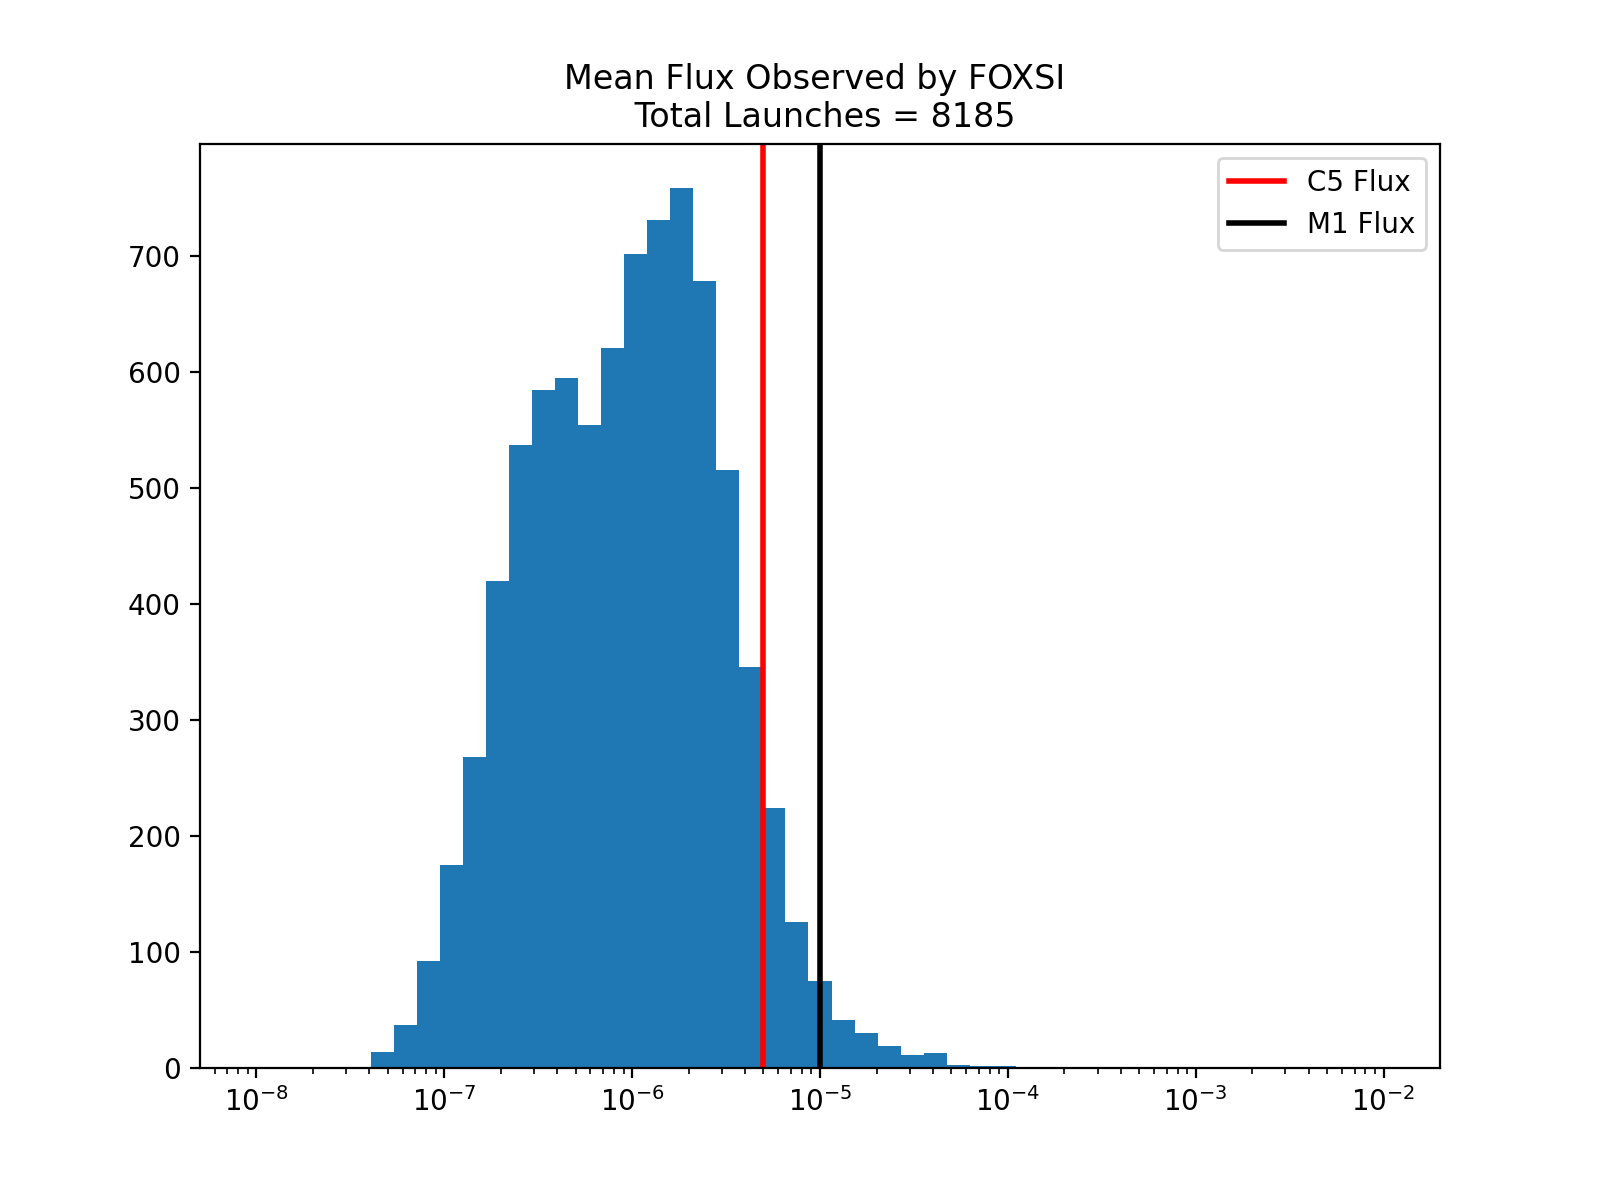 Mean Flux Observed by FOXSI
Total Launches = 8185
C5 Flux
M1 Flux
700
600
500
400
300
200
100
0
10⁻⁸ 10⁻⁷ 10⁻⁶ 10⁻⁵ 10⁻⁴ 10⁻³ 10⁻²